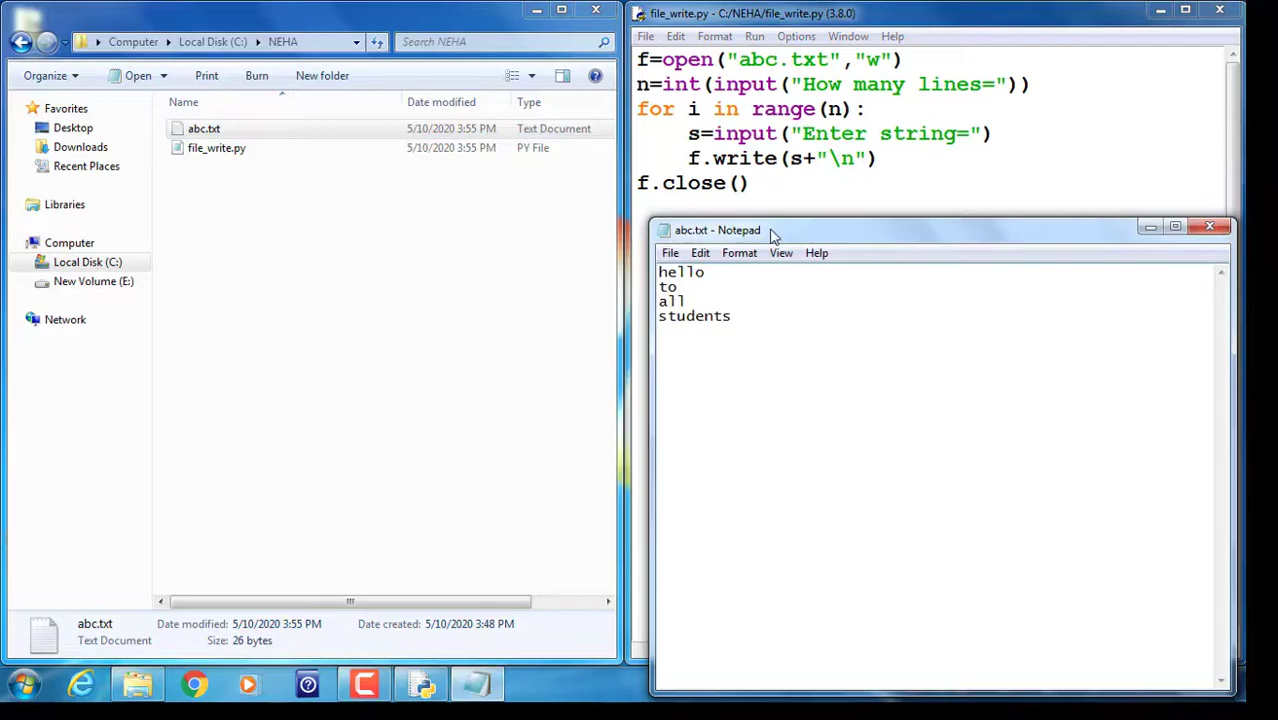 Computer
Local Disk (C:)
NEHA
Search NEHA
Organize
Open
Print
Burn
New folder
Favorites
Desktop
Downloads
Recent Places
Libraries
Computer
Local Disk (C:)
New Volume (E:)
Network
Name Date modified Type
abc.txt 5/10/2020 3:55 PM Text Document
file_write.py 5/10/2020 3:55 PM PY File
abc.txt Date modified: 5/10/2020 3:55 PM Date created: 5/10/2020 3:48 PM
Text Document Size: 26 bytes
file_write.py - C:/NEHA/file_write.py (3.8.0)
File Edit Format Run Options Window Help
f=open("abc.txt","w")
n=int(input("How many lines="))
for i in range(n):
    s=input("Enter string=")
    f.write(s+"\n")
f.close()
abc.txt - Notepad
File Edit Format View Help
hello
to
all
students